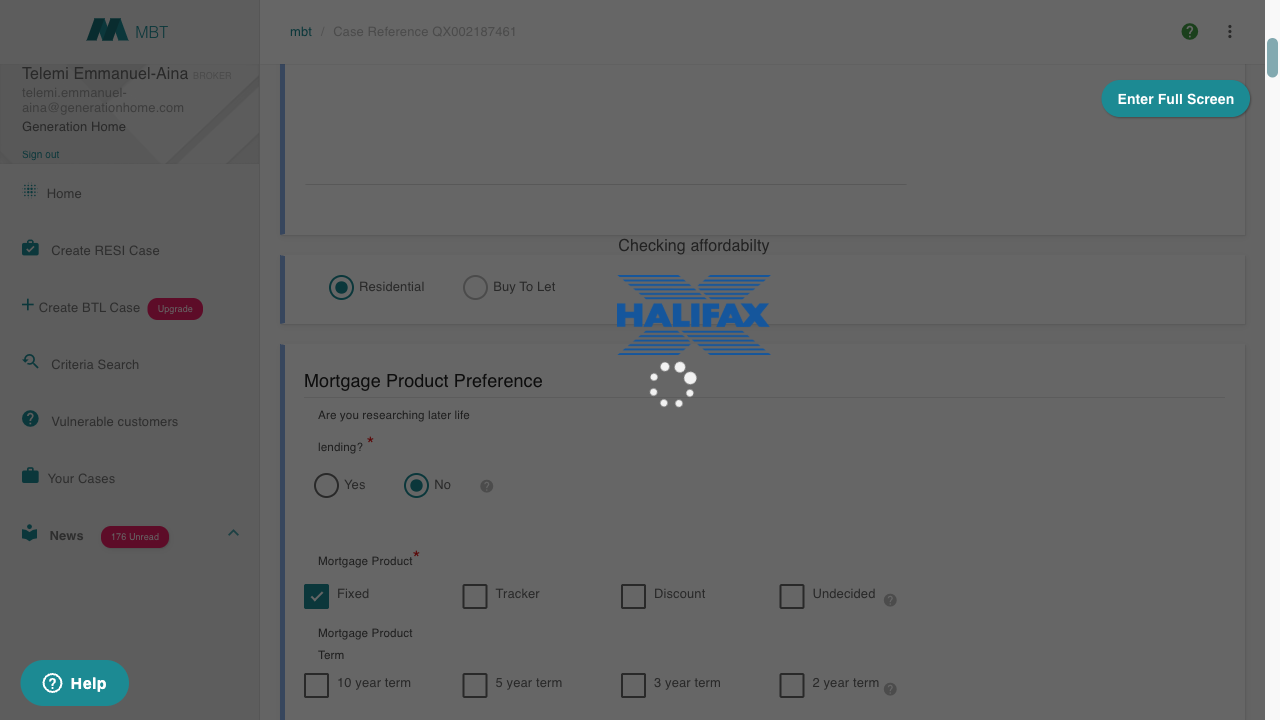 MBT
mbt / Case Reference QX002187461
Telemi Emmanuel-Aina BROKER
telemi.emmanuel-
aina@generationhome.com
Generation Home
Sign out
Enter Full Screen
Home
Create RESI Case
Create BTL Case Upgrade
Criteria Search
Vulnerable customers
Your Cases
News 176 Unread
Help
Checking affordabilty
HALIFAX
Residential Buy To Let
Mortgage Product Preference
Are you researching later life
lending? *
Yes No
Mortgage Product*
Fixed Tracker Discount Undecided
Mortgage Product
Term
10 year term 5 year term 3 year term 2 year term